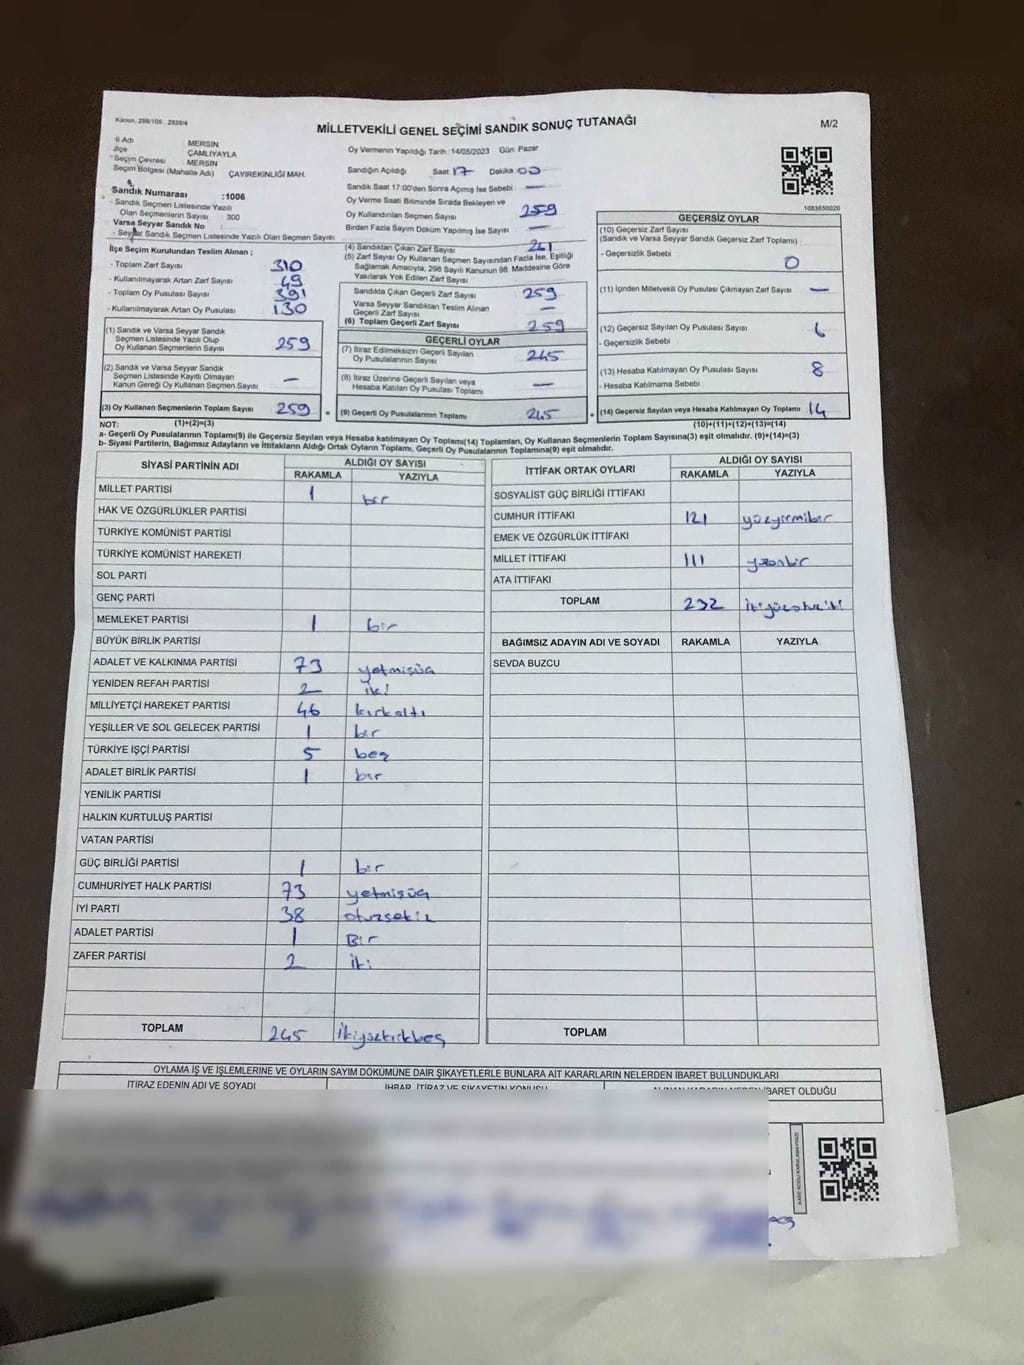 Kanun, 298/105 , 2839/4
MİLLETVEKİLİ GENEL SEÇİMİ SANDIK SONUÇ TUTANAĞI
M/2
İl Adı : MERSİN
İlçe : ÇAMLIYAYLA
Seçim Çevresi : MERSİN
Seçim Bölgesi (Mahalle Adi) : ÇAYIREKİNLİĞİ MAH.
Sandık Numarası :1006
- Sandık Seçmen Listesinde Yazılı
Olan Seçmenlerin Sayısı : 300
Varsa Seyyar Sandık No :
- Seyyar Sandık Seçmen Listesinde Yazılı Olan Seçmen Sayısı:
İlçe Seçim Kurulundan Teslim Alınan ;
- Toplam Zarf Sayısı 310
- Kullanılmayarak Artan Zarf Sayısı 49
- Toplam Oy Pusulası Sayısı 391
- Kullanılmayarak Artan Oy Pusulası 130
(1) Sandık ve Varsa Seyyar Sandık
Seçmen Listesinde Yazılı Olup
Oy Kullanan Seçmenlerin Sayısı 259
(2) Sandık ve Varsa Seyyar Sandık
Seçmen Listesinde Kayıtlı Olmayan
Kanun Gereği Oy Kullanan Seçmen Sayısı —
(3) Oy Kullanan Seçmenlerin Toplam Sayısı 259 =
Oy Vermenin Yapıldığı Tarih :14/05/2023 Gün: Pazar
Sandığın Açıldığı Saat 17 Dakika 00
Sandık Saat 17:00'den Sonra Açımış İse Sebebi : —
Oy Verme Saati Bitiminde Sırada Bekleyen ve
Oy Kullandırılan Seçmen Sayısı 259
Birden Fazla Sayım Döküm Yapılmış İse Sayısı —
(4) Sandıktan Çıkan Zarf Sayısı 261
(5) Zarf Sayısı Oy Kullanan Seçmen Sayısından Fazla İse, Eşitliği
Sağlamak Amacıyla, 298 Sayılı Kanunun 98. Maddesine Göre
Yakılarak Yok Edilen Zarf Sayısı
Sandıkta Çıkan Geçerli Zarf Sayısı 259
Varsa Seyyar Sandıktan Teslim Alınan
Geçerli Zarf Sayısı —
(6) Toplam Geçerli Zarf Sayısı 259
GEÇERLİ OYLAR
(7) İtiraz Edilmeksizin Geçerli Sayılan
Oy Pusulalarının Sayısı 245
(8) İtiraz Üzerine Geçerli Sayılan veya
Hesaba Katılan Oy Pusulası Toplamı —
(9) Geçerli Oy Pusulalarının Toplamı 245 +
1083650020
GEÇERSİZ OYLAR
(10) Geçersiz Zarf Sayısı
(Sandık ve Varsa Seyyar Sandık Geçersiz Zarf Toplamı)
- Geçersizlik Sebebi 0
(11) İçinden Milletvekili Oy Pusulası Çıkmayan Zarf Sayısı —
(12) Geçersiz Sayılan Oy Pusulası Sayısı 6
- Geçersizlik Sebebi
(13) Hesaba Katılmayan Oy Pusulası Sayısı 8
- Hesaba Katılmama Sebebi
(14) Geçersiz Sayılan veya Hesaba Katılmayan Oy Toplamı 14
NOT: (1)+(2)=(3) (10)+(11)+(12)+(13)=(14)
a- Geçerli Oy Pusulalarının Toplamı(9) ile Geçersiz Sayılan veya Hesaba katılmayan Oy Toplamı(14) Toplamları, Oy Kullanan Seçmenlerin Toplam Sayısına(3) eşit olmalıdır. (9)+(14)=(3)
b- Siyasi Partilerin, Bağımsız Adayların ve İttifakların Aldığı Ortak Oyların Toplamı, Geçerli Oy Pusulalarının Toplamına(9) eşit olmalıdır.
SİYASİ PARTİNİN ADI ALDIĞI OY SAYISI
RAKAMLA YAZIYLA
MİLLET PARTİSİ 1 bir
HAK VE ÖZGÜRLÜKLER PARTİSİ
TÜRKİYE KOMÜNİST PARTİSİ
TÜRKİYE KOMÜNİST HAREKETİ
SOL PARTİ
GENÇ PARTİ
MEMLEKET PARTİSİ 1 bir
BÜYÜK BİRLİK PARTİSİ
ADALET VE KALKINMA PARTİSİ 73 yetmişüç
YENİDEN REFAH PARTİSİ 2 iki
MİLLİYETÇİ HAREKET PARTİSİ 46 kırkaltı
YEŞİLLER VE SOL GELECEK PARTİSİ 1 bir
TÜRKİYE İŞÇİ PARTİSİ 5 beş
ADALET BİRLİK PARTİSİ 1 bir
YENİLİK PARTİSİ
HALKIN KURTULUŞ PARTİSİ
VATAN PARTİSİ
GÜÇ BİRLİĞİ PARTİSİ 1 bir
CUMHURİYET HALK PARTİSİ 73 yetmişüç
İYİ PARTİ 38 otuzsekiz
ADALET PARTİSİ 1 Bir
ZAFER PARTİSİ 2 iki
TOPLAM 245 ikiyüzkırkbeş
İTTİFAK ORTAK OYLARI ALDIĞI OY SAYISI
RAKAMLA YAZIYLA
SOSYALİST GÜÇ BİRLİĞİ İTTİFAKI
CUMHUR İTTİFAKI 121 yüzyirmibir
EMEK VE ÖZGÜRLÜK İTTİFAKI
MİLLET İTTİFAKI 111 yüzonbir
ATA İTTİFAKI
TOPLAM 232 ikiyüzotuziki
BAĞIMSIZ ADAYIN ADI VE SOYADI RAKAMLA YAZIYLA
SEVDA BUZCU
TOPLAM
OYLAMA İŞ VE İŞLEMLERİNE VE OYLARIN SAYIM DÖKÜMÜNE DAİR ŞİKAYETLERLE BUNLARA AİT KARARLARIN NELERDEN İBARET BULUNDUKLARI
İTİRAZ EDENİN ADI VE SOYADI İHBAR, İTİRAZ VE ŞİKAYETİN KONUSU ALINAN KARARIN NEDEN İBARET OLDUĞU